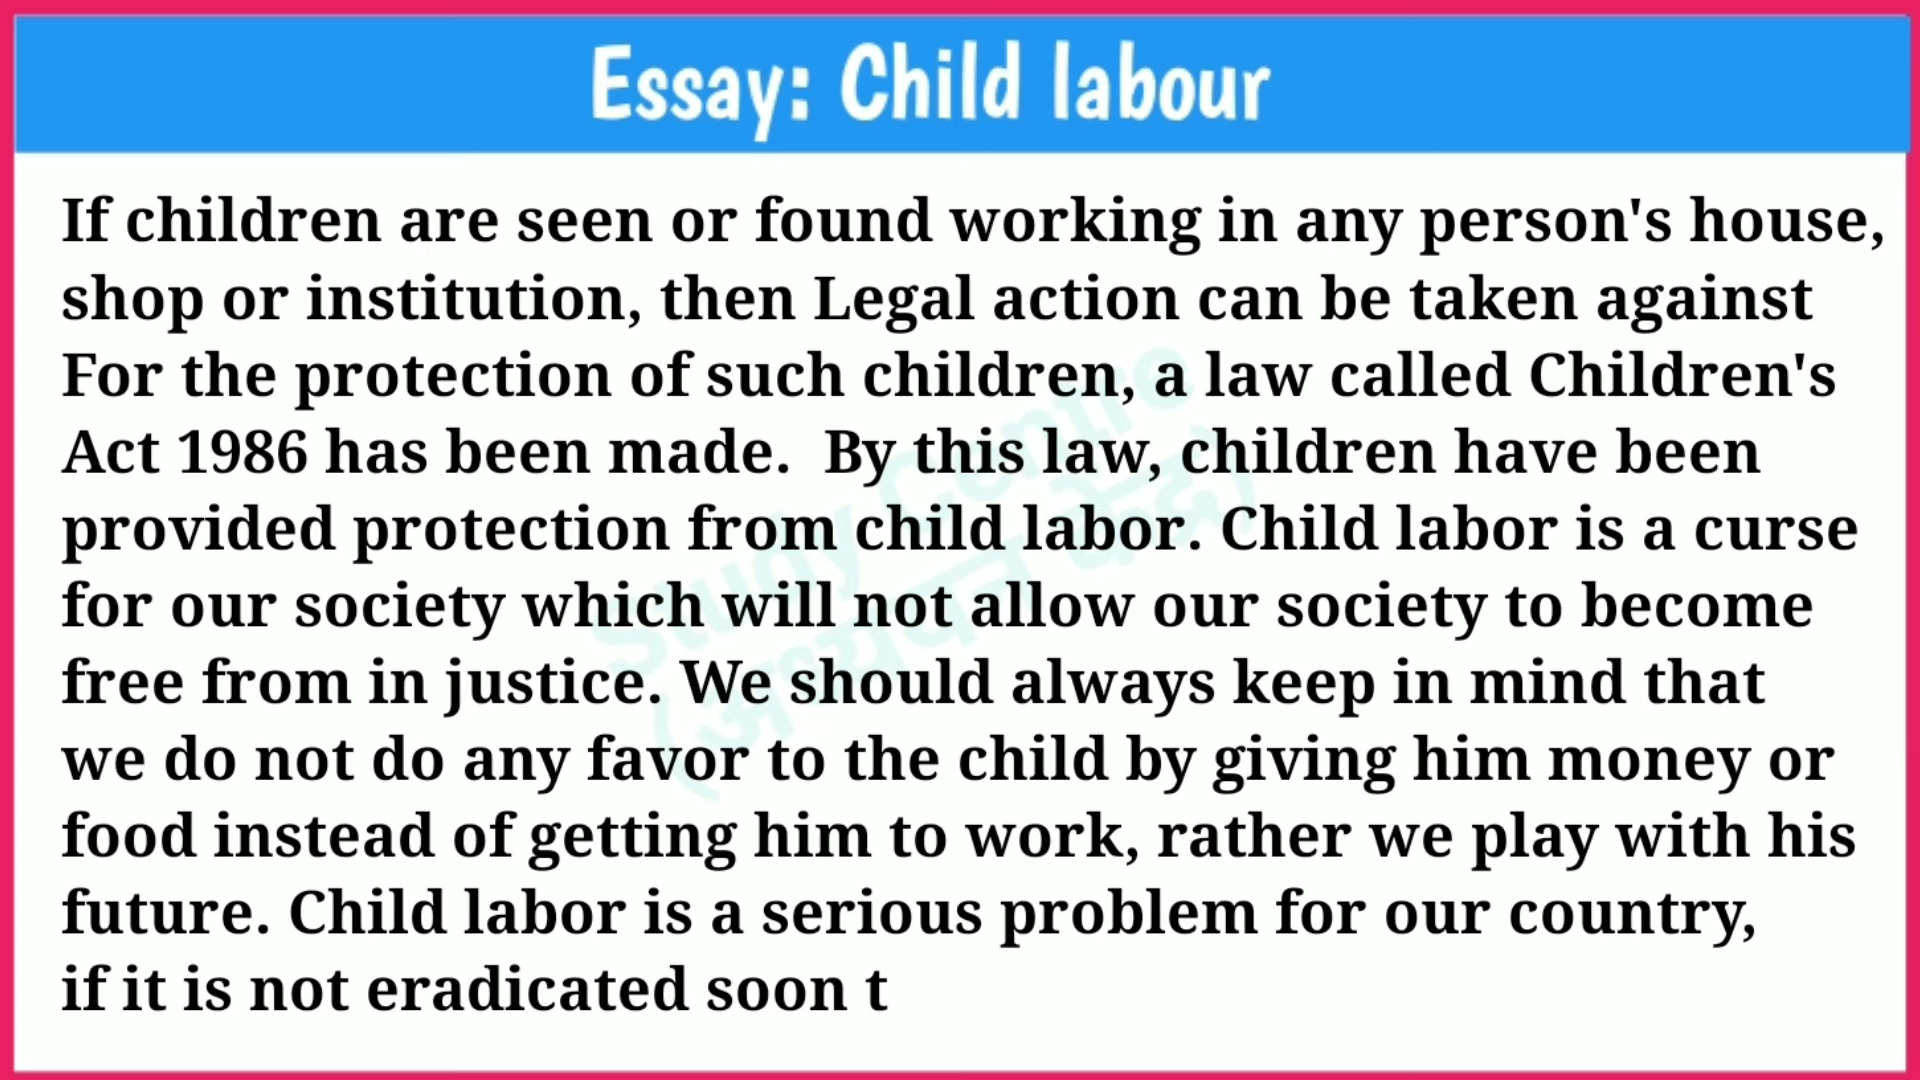 Essay: Child labour
If children are seen or found working in any person's house,
shop or institution, then Legal action can be taken against
For the protection of such children, a law called Children's
Act 1986 has been made.  By this law, children have been
provided protection from child labor. Child labor is a curse
for our society which will not allow our society to become
free from in justice. We should always keep in mind that
we do not do any favor to the child by giving him money or
food instead of getting him to work, rather we play with his
future. Child labor is a serious problem for our country,
if it is not eradicated soon t
Study Centre
(अध्ययन केंद्र)